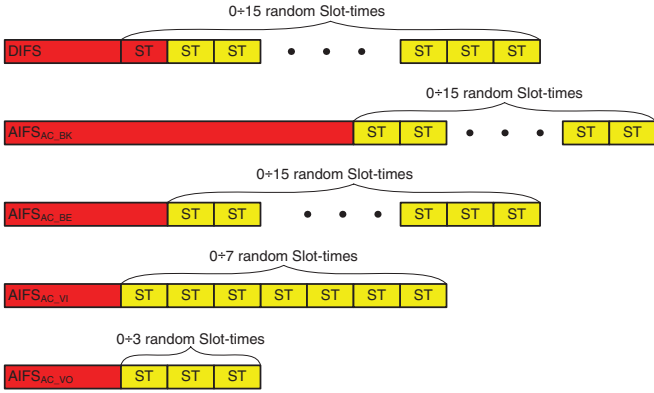 0÷15 random Slot-times
DIFS ST ST ST • • • ST ST ST
0÷15 random Slot-times
AIFSAC_BK ST ST • • • ST ST
0÷15 random Slot-times
AIFSAC_BE ST ST • • • ST ST ST
0÷7 random Slot-times
AIFSAC_VI ST ST ST ST ST ST ST
0÷3 random Slot-times
AIFSAC_VO ST ST ST